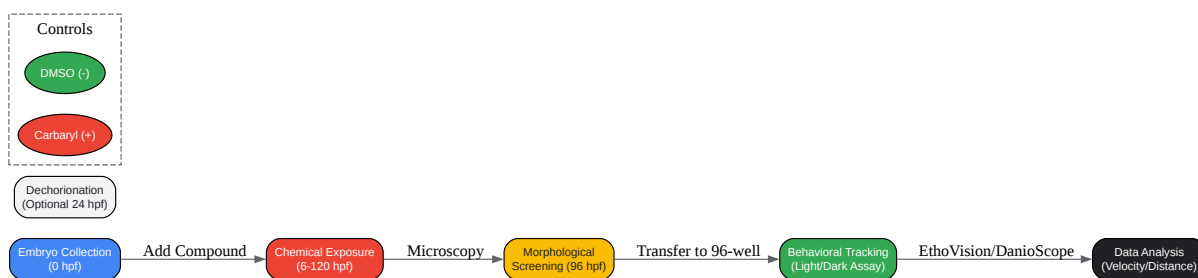 Controls
DMSO (-)
Carbaryl (+)
Dechorionation
(Optional 24 hpf)
Embryo Collection
(0 hpf)
Add Compound
Chemical Exposure
(6-120 hpf)
Microscopy
Morphological
Screening (96 hpf)
Transfer to 96-well
Behavioral Tracking
(Light/Dark Assay)
EthoVision/DanioScope
Data Analysis
(Velocity/Distance)